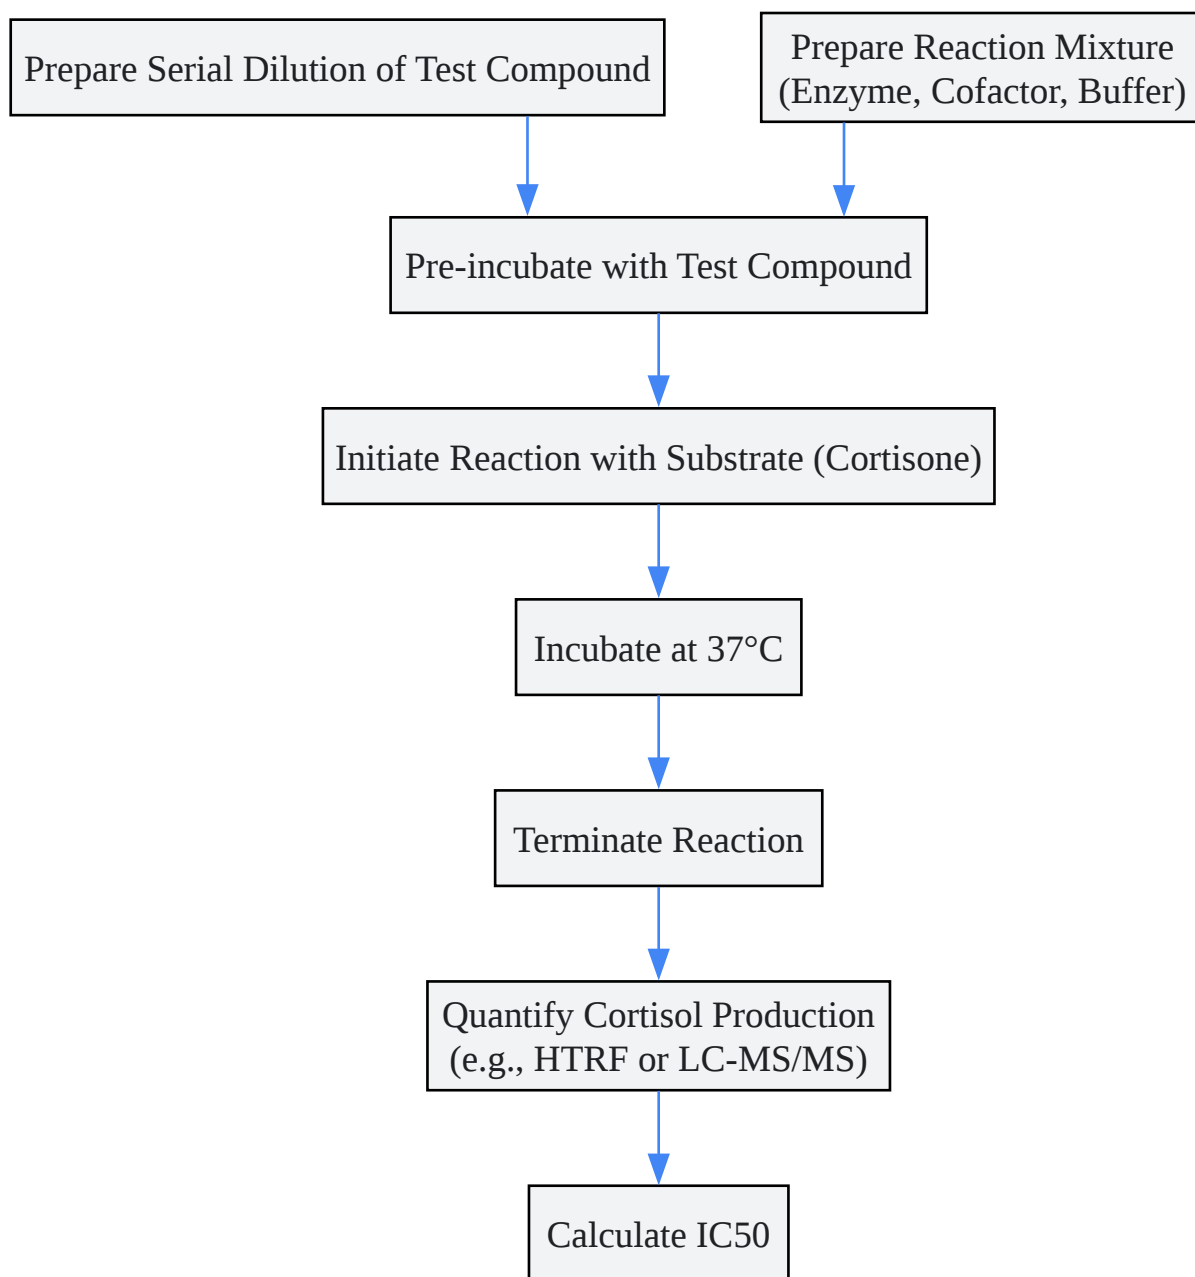 Prepare Serial Dilution of Test Compound
Prepare Reaction Mixture
(Enzyme, Cofactor, Buffer)
Pre-incubate with Test Compound
Initiate Reaction with Substrate (Cortisone)
Incubate at 37°C
Terminate Reaction
Quantify Cortisol Production
(e.g., HTRF or LC-MS/MS)
Calculate IC50